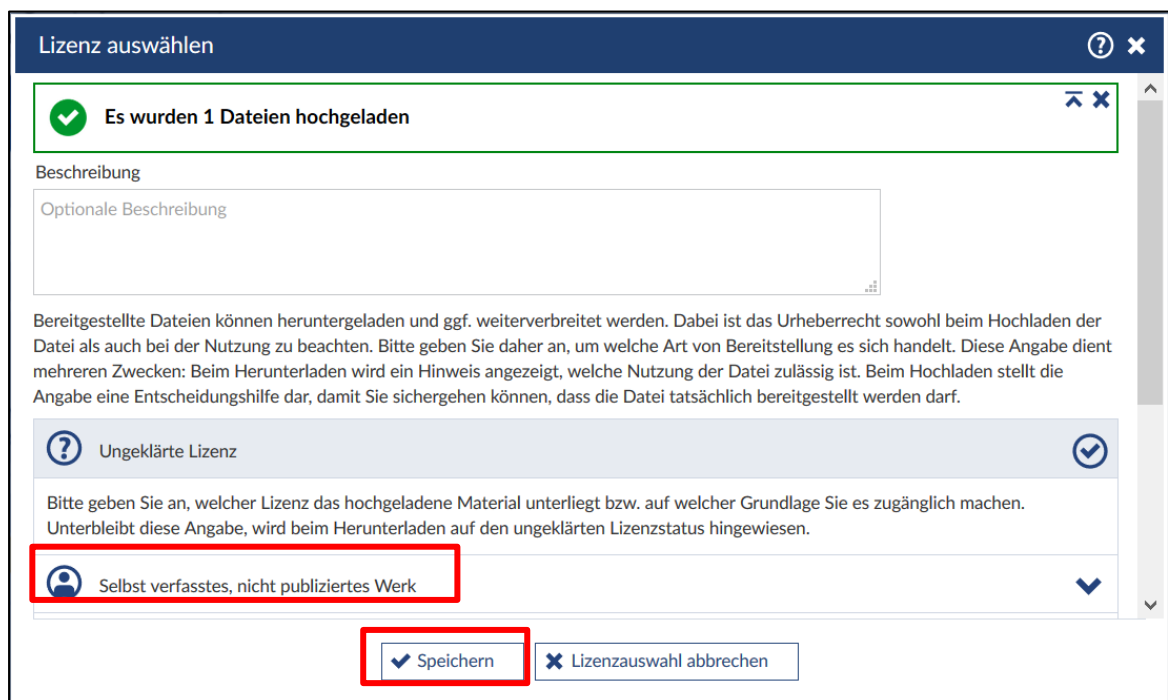 Lizenz auswählen
Es wurden 1 Dateien hochgeladen
Beschreibung
Optionale Beschreibung
Bereitgestellte Dateien können heruntergeladen und ggf. weiterverbreitet werden. Dabei ist das Urheberrecht sowohl beim Hochladen der
Datei als auch bei der Nutzung zu beachten. Bitte geben Sie daher an, um welche Art von Bereitstellung es sich handelt. Diese Angabe dient
mehreren Zwecken: Beim Herunterladen wird ein Hinweis angezeigt, welche Nutzung der Datei zulässig ist. Beim Hochladen stellt die
Angabe eine Entscheidungshilfe dar, damit Sie sichergehen können, dass die Datei tatsächlich bereitgestellt werden darf.
Ungeklärte Lizenz
Bitte geben Sie an, welcher Lizenz das hochgeladene Material unterliegt bzw. auf welcher Grundlage Sie es zugänglich machen.
Unterbleibt diese Angabe, wird beim Herunterladen auf den ungeklärten Lizenzstatus hingewiesen.
Selbst verfasstes, nicht publiziertes Werk
Speichern
Lizenzauswahl abbrechen